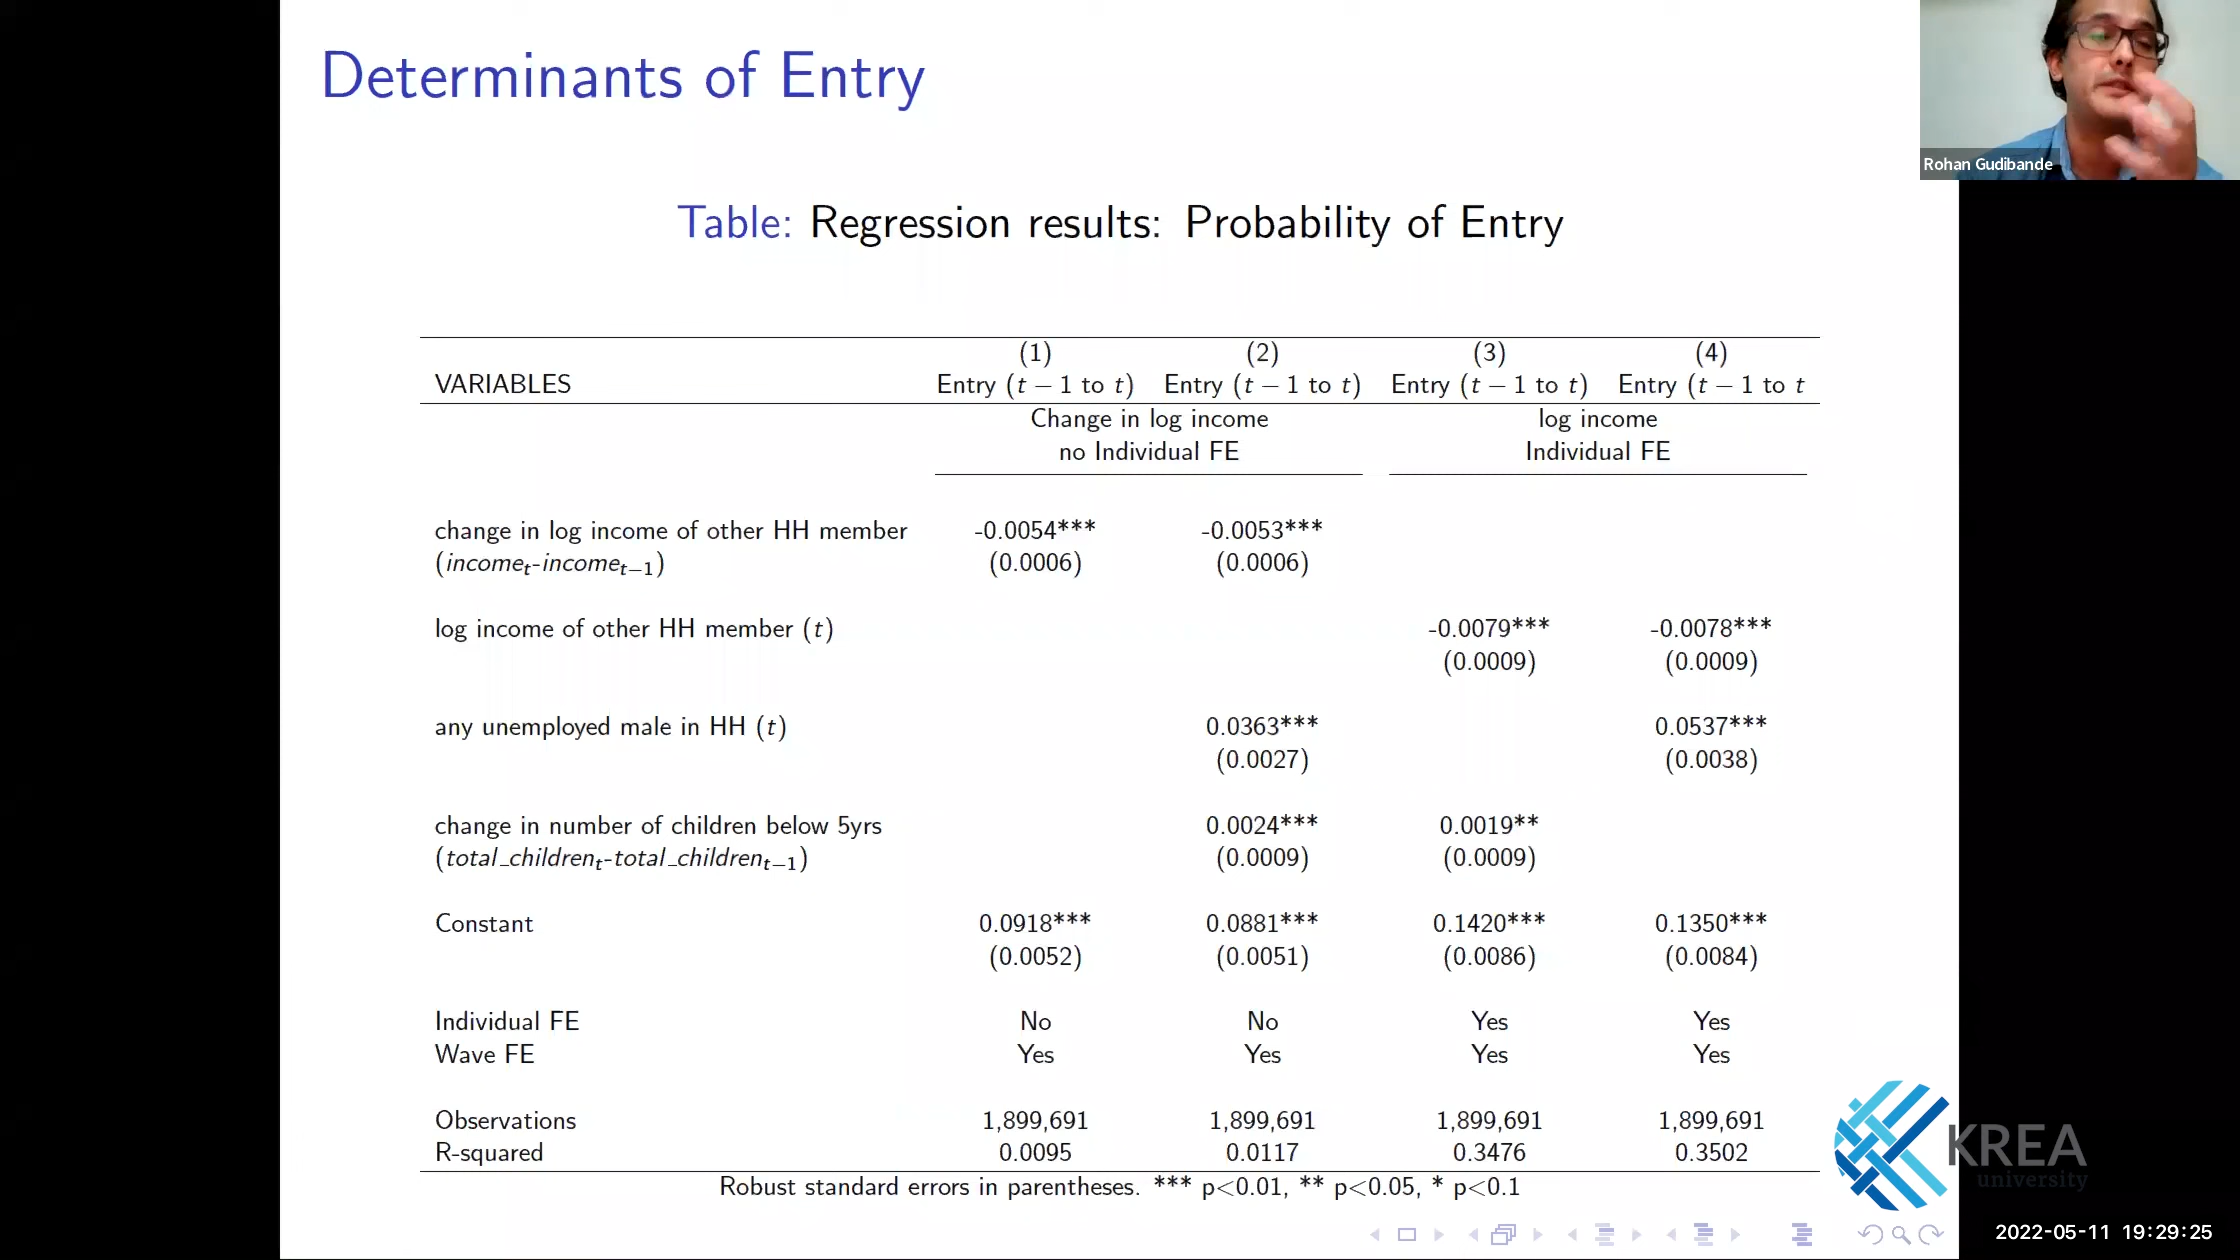 Determinants of Entry
Rohan Gudibande
Table: Regression results: Probability of Entry
(1) (2) (3) (4)
VARIABLES Entry (t − 1 to t) Entry (t − 1 to t) Entry (t − 1 to t) Entry (t − 1 to t
Change in log income log income
no Individual FE Individual FE
change in log income of other HH member -0.0054*** -0.0053***
(income_t-income_{t−1}) (0.0006) (0.0006)
log income of other HH member (t) -0.0079*** -0.0078***
(0.0009) (0.0009)
any unemployed male in HH (t) 0.0363*** 0.0537***
(0.0027) (0.0038)
change in number of children below 5yrs 0.0024*** 0.0019**
(total_children_t-total_children_{t−1}) (0.0009) (0.0009)
Constant 0.0918*** 0.0881*** 0.1420*** 0.1350***
(0.0052) (0.0051) (0.0086) (0.0084)
Individual FE No No Yes Yes
Wave FE Yes Yes Yes Yes
Observations 1,899,691 1,899,691 1,899,691 1,899,691
R-squared 0.0095 0.0117 0.3476 0.3502
Robust standard errors in parentheses. *** p<0.01, ** p<0.05, * p<0.1
KREA
university
2022-05-11 19:29:25